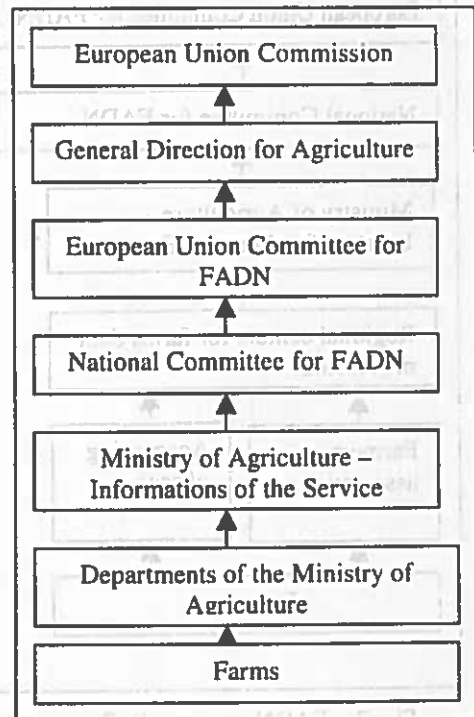 European Union Commission
General Direction for Agriculture
European Union Committee for
FADN
National Committee for FADN
Ministry of Agriculture –
Informations of the Service
Departments of the Ministry of
Agriculture
Farms